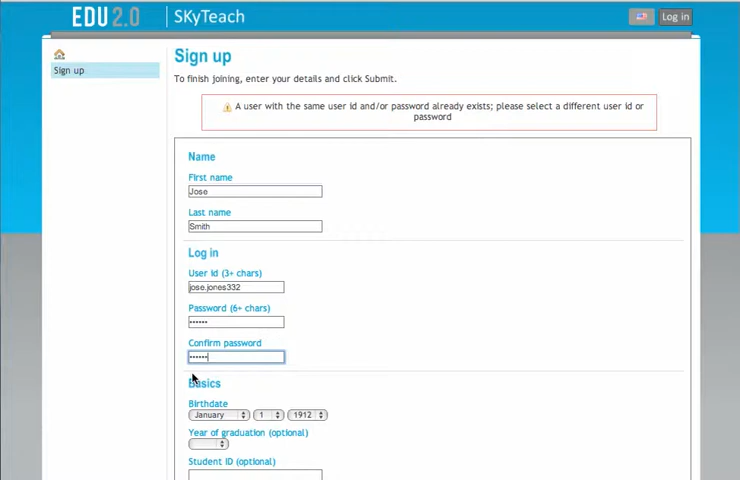 EDU 2.0 SKyTeach
Log in
Sign up
Sign up
To finish joining, enter your details and click Submit.
A user with the same user id and/or password already exists; please select a different user id or
password
Name
First name
Jose
Last name
Smith
Log in
User Id (3+ chars)
jose.jones332
Password (6+ chars)
••••••
Confirm password
••••••
Basics
Birthdate
January 1 1912
Year of graduation (optional)
Student ID (optional)